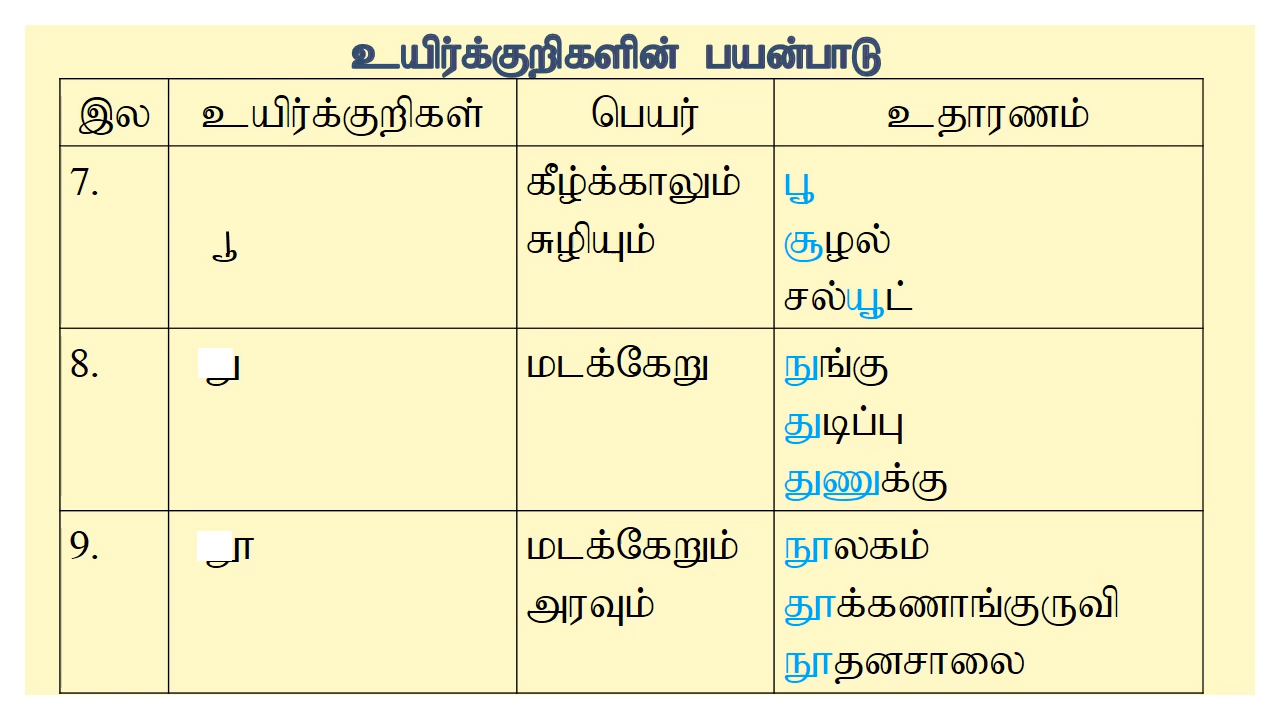 உயிர்க்குறிகளின் பயன்பாடு
இல உயிர்க்குறிகள் பெயர் உதாரணம்
7. ூ கீழ்க்காலும் சுழியும் பூ
சூழல்
சல்யூட்
8. ு மடக்கேறு நுங்கு
துடிப்பு
துணுக்கு
9. ூ மடக்கேறும் அரவும் நூலகம்
தூக்கணாங்குருவி
நூதனசாலை